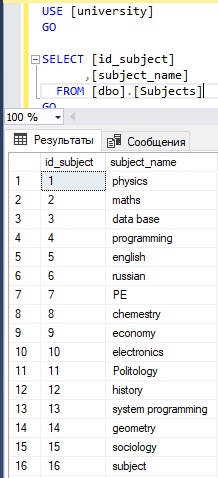 USE [university]
GO
SELECT [id_subject]
,[subject_name]
FROM [dbo].[Subjects]
GO
100 %
Результаты Сообщения
id_subject subject_name
1 1 physics
2 2 maths
3 3 data base
4 4 programming
5 5 english
6 6 russian
7 7 PE
8 8 chemestry
9 9 economy
10 10 electronics
11 11 Politology
12 12 history
13 13 system programming
14 14 geometry
15 15 sociology
16 16 subject